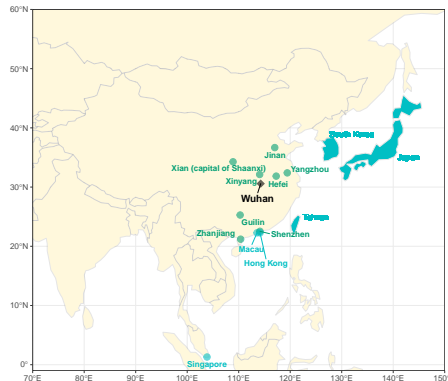 60°N
50°N
40°N
30°N
20°N
10°N
0°
South Korea
Japan
Jinan
Xian (capital of Shaanxi)
Yangzhou
Xinyang
Hefei
Wuhan
Guilin
Taiwan
Zhanjiang
Shenzhen
Macau
Hong Kong
Singapore
70°E
80°E
90°E
100°E
110°E
120°E
130°E
140°E
150°E